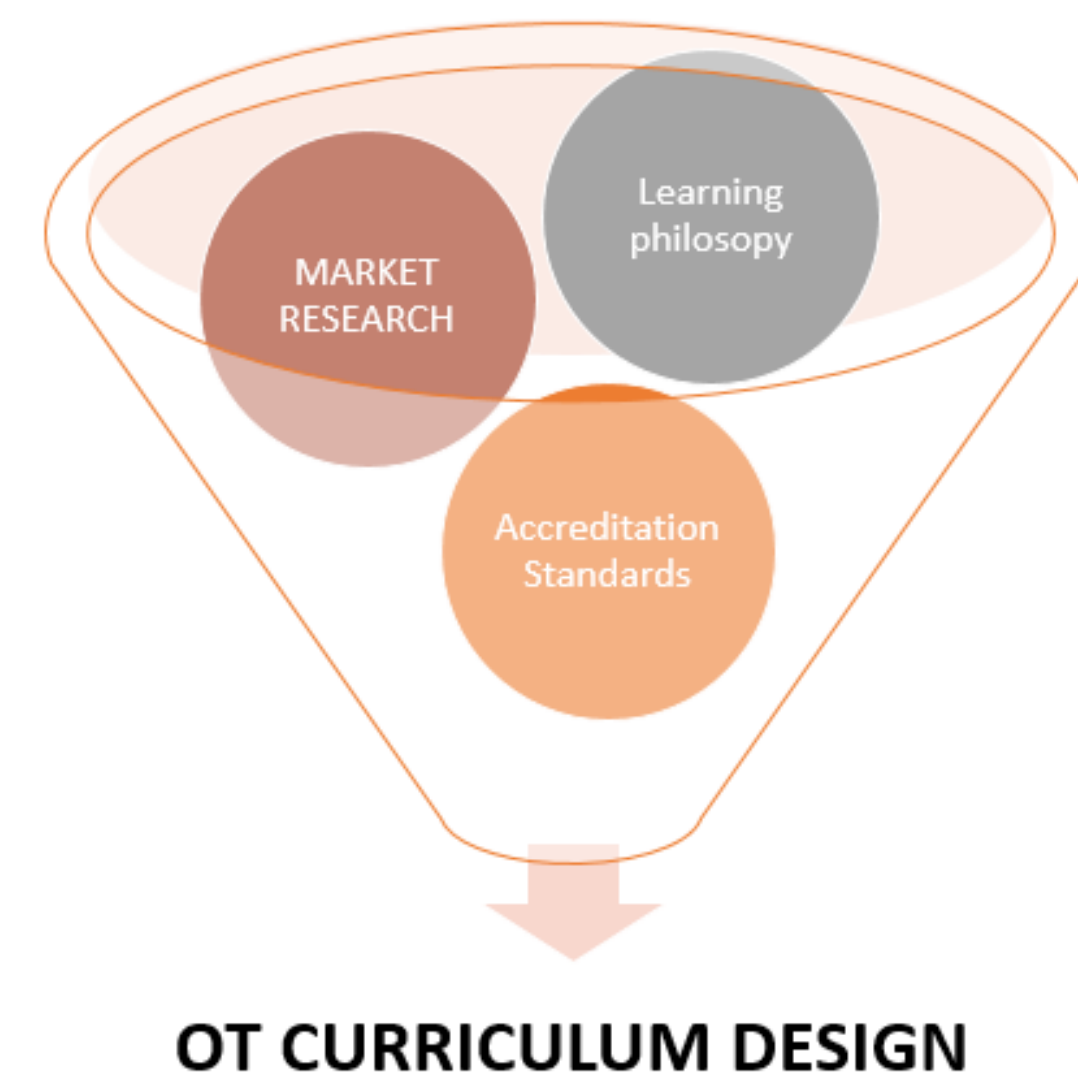 Learning
philosopy
MARKET
RESEARCH
Accreditation
Standards
OT CURRICULUM DESIGN